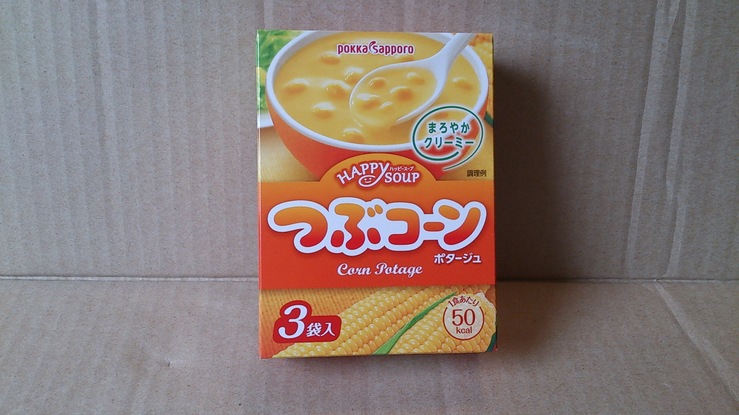 pokka sapporo
まろやか
クリーミー
HAPPY SOUP
ハッピースープ
調理例
つぶコーン
ポタージュ
Corn Potage
3袋入
1食あたり
50
kcal